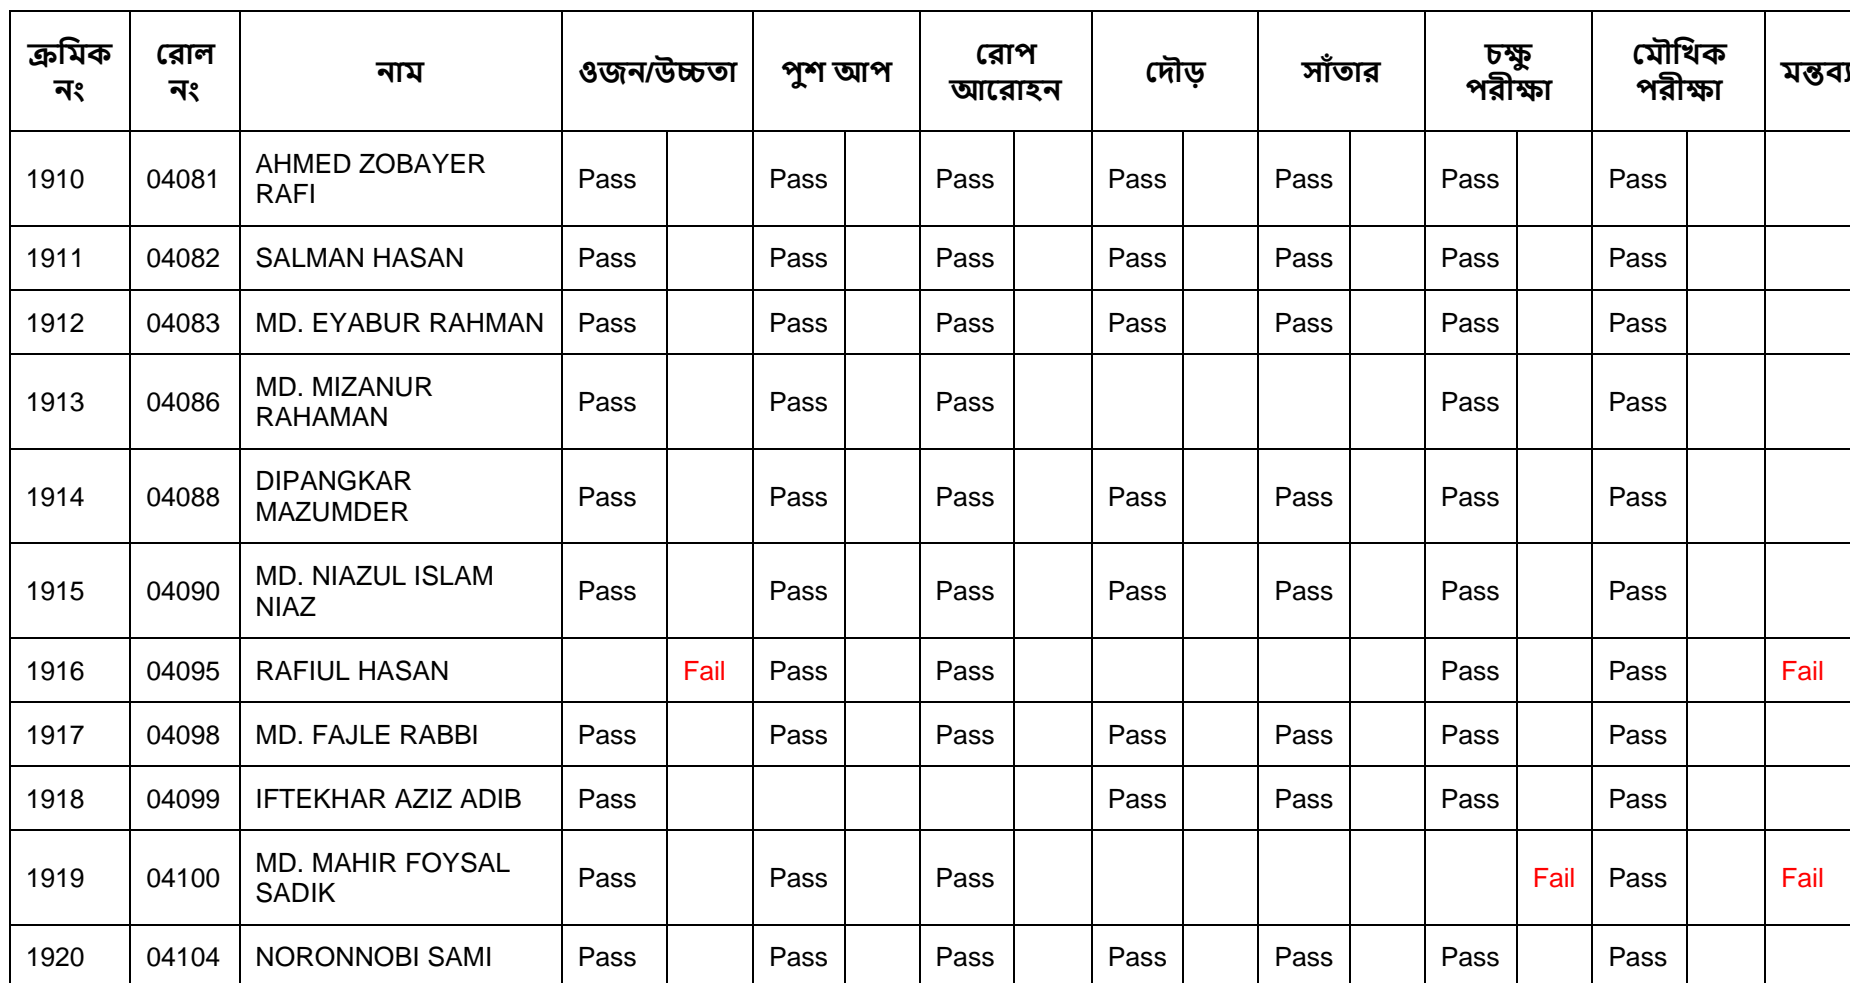 ক্রমিক নং রোল নং নাম ওজন/উচ্চতা পুশ আপ রোপ আরোহন দৌড় সাঁতার চক্ষু পরীক্ষা মৌখিক পরীক্ষা মন্তব্য
1910 04081 AHMED ZOBAYER RAFI Pass Pass Pass Pass Pass Pass Pass
1911 04082 SALMAN HASAN Pass Pass Pass Pass Pass Pass Pass
1912 04083 MD. EYABUR RAHMAN Pass Pass Pass Pass Pass Pass Pass
1913 04086 MD. MIZANUR RAHAMAN Pass Pass Pass Pass Pass
1914 04088 DIPANGKAR MAZUMDER Pass Pass Pass Pass Pass Pass Pass
1915 04090 MD. NIAZUL ISLAM NIAZ Pass Pass Pass Pass Pass Pass Pass
1916 04095 RAFIUL HASAN Fail Pass Pass Pass Pass Fail
1917 04098 MD. FAJLE RABBI Pass Pass Pass Pass Pass Pass Pass
1918 04099 IFTEKHAR AZIZ ADIB Pass Pass Pass Pass Pass
1919 04100 MD. MAHIR FOYSAL SADIK Pass Pass Pass Fail Pass Fail
1920 04104 NORONNOBI SAMI Pass Pass Pass Pass Pass Pass Pass